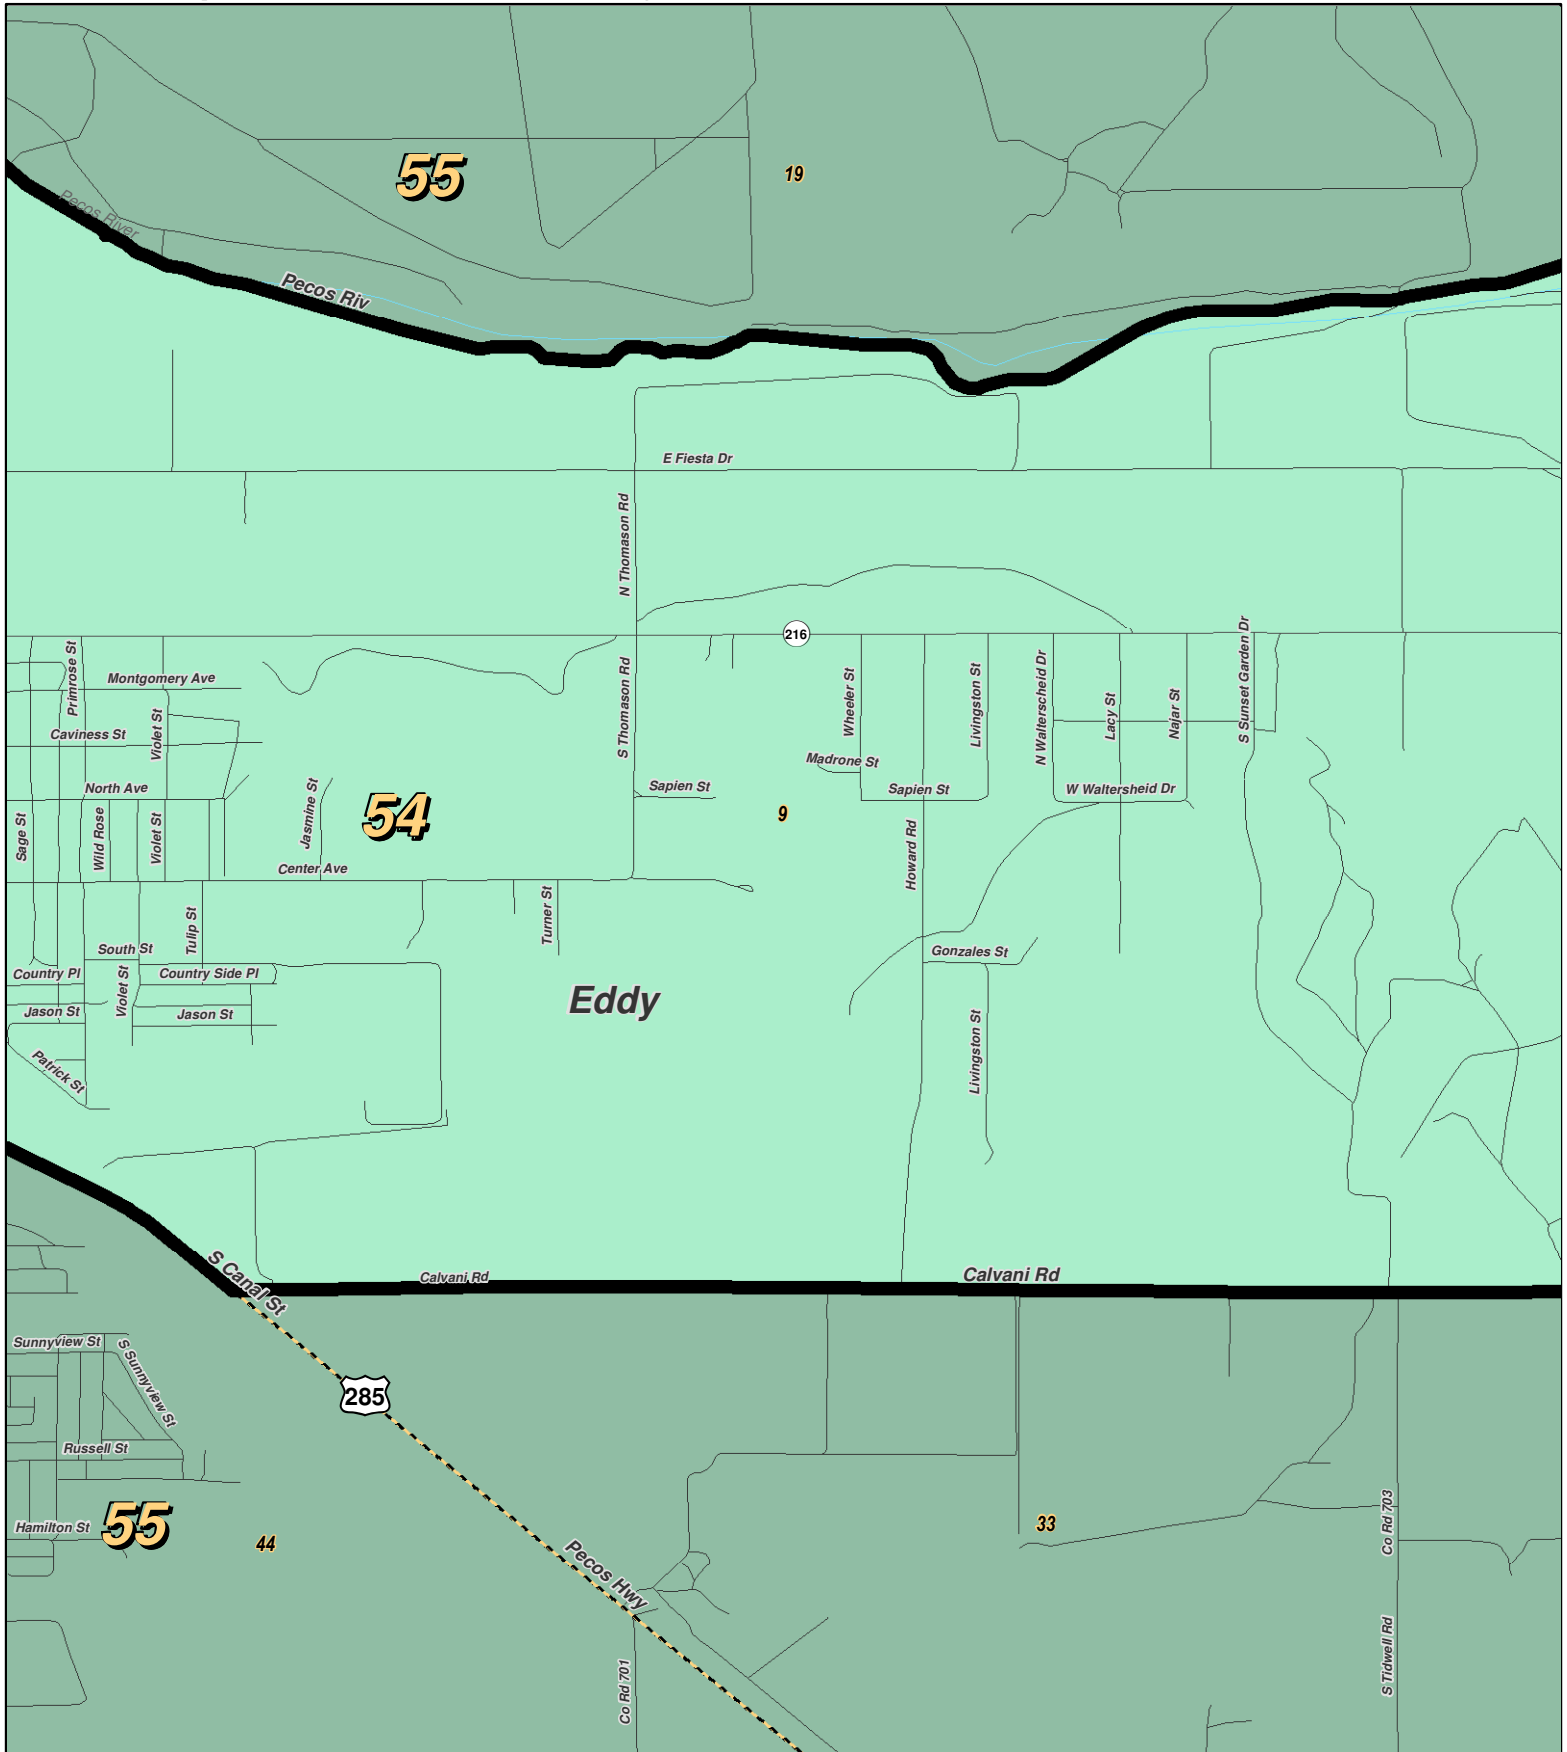 55
19
Pecos River
Pecos Riv
E Fiesta Dr
N Thomason Rd
216
Primrose St
Montgomery Ave
S Thomason Rd
Wheeler St
Livingston St
N Walterscheid Dr
Lacy St
Najar St
S Sunset Garden Dr
Violet St
Caviness St
Madrone St
North Ave
Sapien St
Sapien St
W Waltersheid Dr
Sage St
Wild Rose
Violet St
Jasmine St
54
9
Howard Rd
Center Ave
Tulip St
Turner St
South St
Gonzales St
Country Pl
Violet St
Country Side Pl
Eddy
Jason St
Jason St
Livingston St
Patrick St
S Canal St
Calvani Rd
Calvani Rd
Sunnyview St
S Sunnyview St
285
Russell St
Hamilton St
55
44
33
Co Rd 703
Pecos Hwy
Co Rd 701
S Tidwell Rd